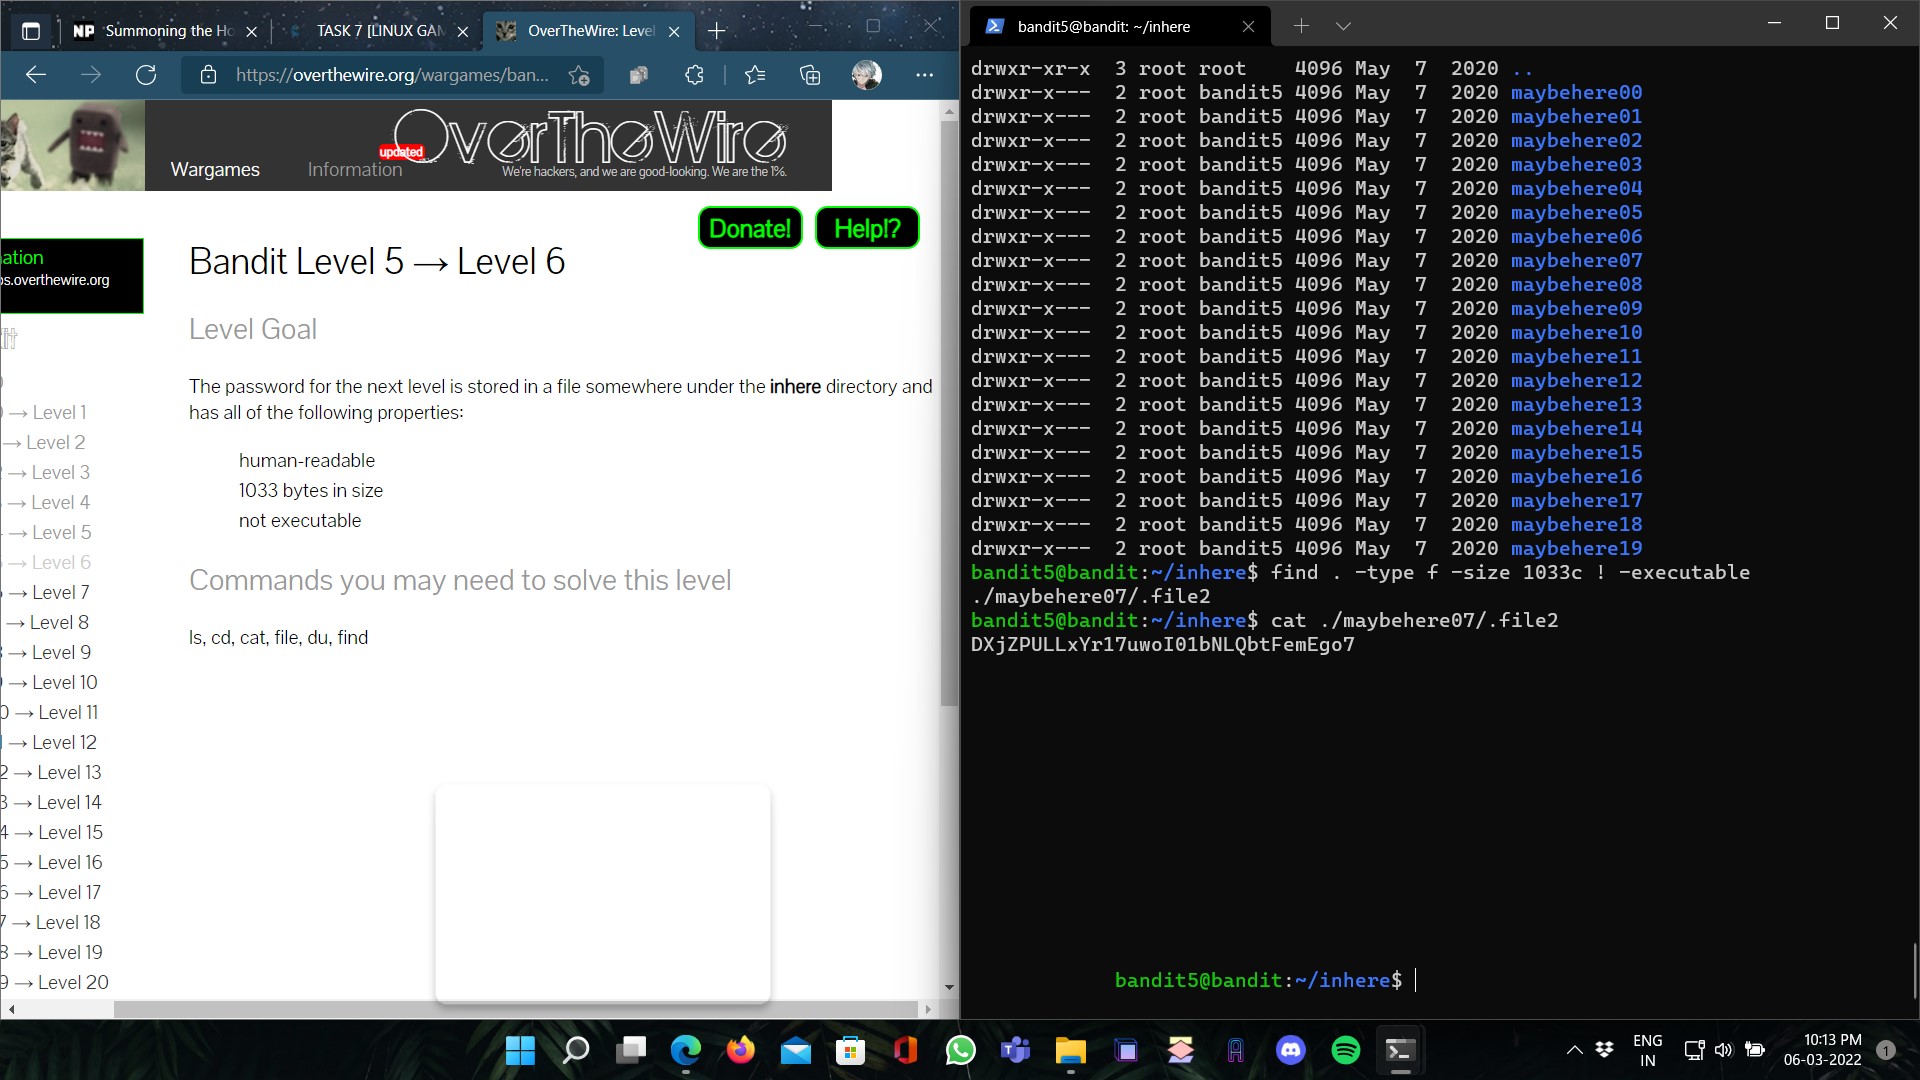 NP Summoning the Ho
TASK 7 [LINUX GAM
OverTheWire: Level
https://overthewire.org/wargames/ban...
OverTheWire
updated
We're hackers, and we are good-looking. We are the 1%.
Wargames
Information
Donate!
Help!?
ation
os.overthewire.org
Bandit Level 5 → Level 6
Level Goal
The password for the next level is stored in a file somewhere under the inhere directory and
has all of the following properties:
human-readable
1033 bytes in size
not executable
Commands you may need to solve this level
ls, cd, cat, file, du, find
→ Level 1
→ Level 2
→ Level 3
→ Level 4
→ Level 5
→ Level 6
→ Level 7
→ Level 8
→ Level 9
→ Level 10
0 → Level 11
→ Level 12
2 → Level 13
3 → Level 14
4 → Level 15
5 → Level 16
6 → Level 17
7 → Level 18
8 → Level 19
9 → Level 20
bandit5@bandit: ~/inhere
drwxr-xr-x 3 root root 4096 May 7 2020 ..
drwxr-x--- 2 root bandit5 4096 May 7 2020 maybehere00
drwxr-x--- 2 root bandit5 4096 May 7 2020 maybehere01
drwxr-x--- 2 root bandit5 4096 May 7 2020 maybehere02
drwxr-x--- 2 root bandit5 4096 May 7 2020 maybehere03
drwxr-x--- 2 root bandit5 4096 May 7 2020 maybehere04
drwxr-x--- 2 root bandit5 4096 May 7 2020 maybehere05
drwxr-x--- 2 root bandit5 4096 May 7 2020 maybehere06
drwxr-x--- 2 root bandit5 4096 May 7 2020 maybehere07
drwxr-x--- 2 root bandit5 4096 May 7 2020 maybehere08
drwxr-x--- 2 root bandit5 4096 May 7 2020 maybehere09
drwxr-x--- 2 root bandit5 4096 May 7 2020 maybehere10
drwxr-x--- 2 root bandit5 4096 May 7 2020 maybehere11
drwxr-x--- 2 root bandit5 4096 May 7 2020 maybehere12
drwxr-x--- 2 root bandit5 4096 May 7 2020 maybehere13
drwxr-x--- 2 root bandit5 4096 May 7 2020 maybehere14
drwxr-x--- 2 root bandit5 4096 May 7 2020 maybehere15
drwxr-x--- 2 root bandit5 4096 May 7 2020 maybehere16
drwxr-x--- 2 root bandit5 4096 May 7 2020 maybehere17
drwxr-x--- 2 root bandit5 4096 May 7 2020 maybehere18
drwxr-x--- 2 root bandit5 4096 May 7 2020 maybehere19
bandit5@bandit:~/inhere$ find . -type f -size 1033c ! -executable
./maybehere07/.file2
bandit5@bandit:~/inhere$ cat ./maybehere07/.file2
DXjZPULLxYr17uwoI01bNLQbtFemEgo7
bandit5@bandit:~/inhere$
ENG
IN
10:13 PM
06-03-2022
1